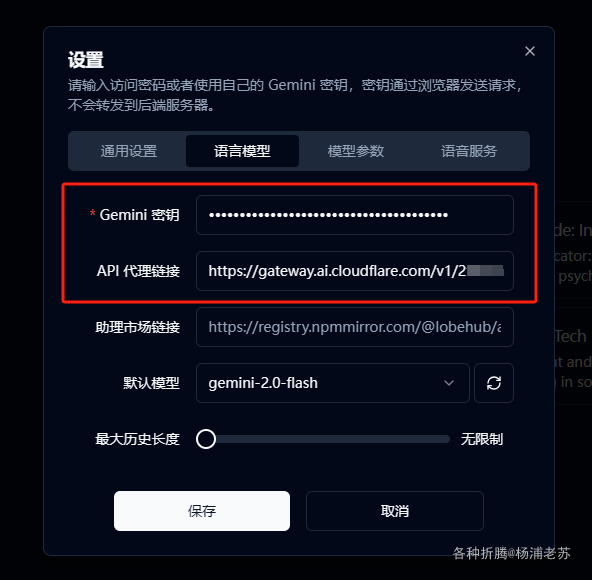 设置
请输入访问密码或者使用自己的 Gemini 密钥，密钥通过浏览器发送请求，
不会转发到后端服务器。
通用设置 语言模型 模型参数 语音服务
* Gemini 密钥 ••••••••••••••••••••••••••••••••••••••
API 代理链接 https://gateway.ai.cloudflare.com/v1/2
助理市场链接 https://registry.npmmirror.com/@lobehub/a
默认模型 gemini-2.0-flash
最大历史长度 无限制
保存 取消
de: In
cator:
psych
Tech
t and
in so
各种折腾@杨浦老苏